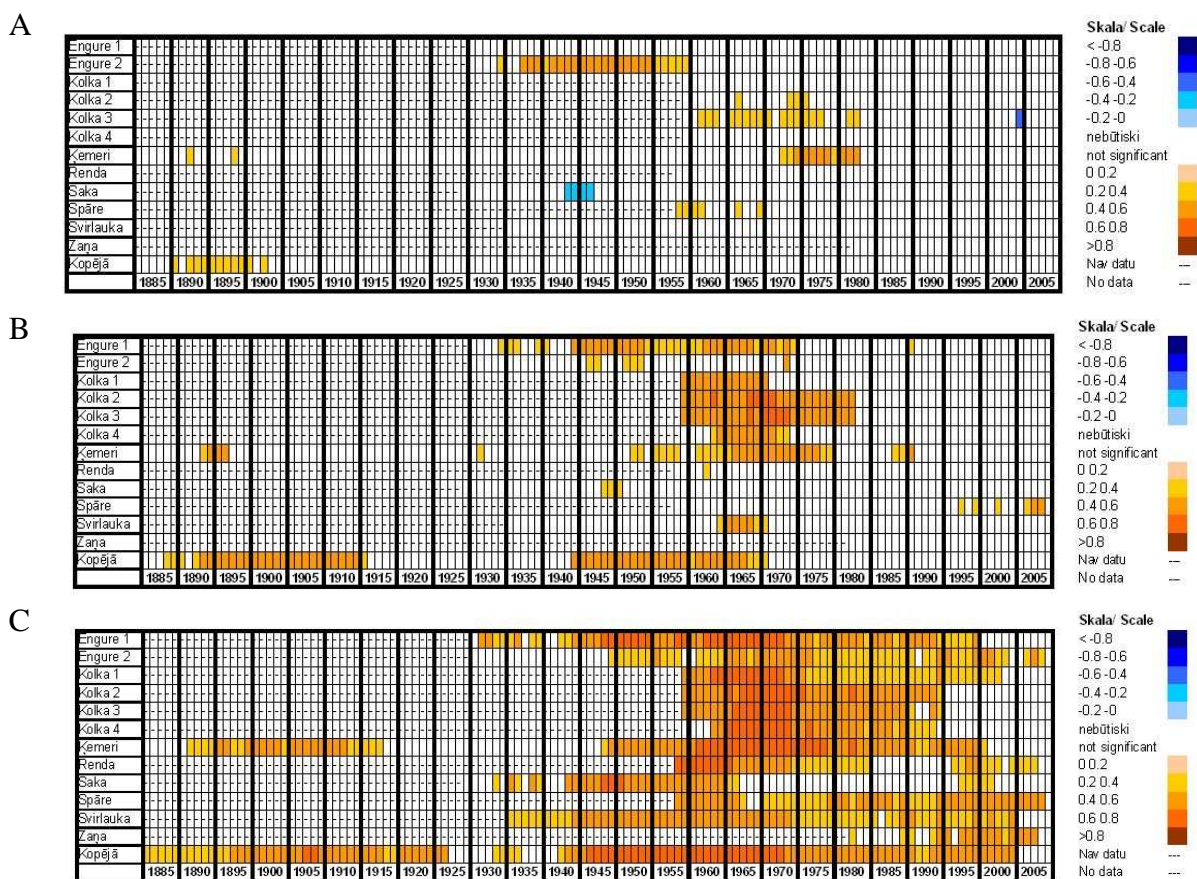 A
Engure 1
Engure 2
Kolka 1
Kolka 2
Kolka 3
Kolka 4
Ķemeri
Renda
Saka
Spāre
Svirlauka
Zaņa
Kopējā
1885 1890 1895 1900 1905 1910 1915 1920 1925 1930 1935 1940 1945 1950 1955 1960 1965 1970 1975 1980 1985 1990 1995 2000 2005
Skala/ Scale
< -0.8
-0.8 -0.6
-0.6 -0.4
-0.4 -0.2
-0.2 -0
nebūtiski
not significant
0 0.2
0.2 0.4
0.4 0.6
0.6 0.8
>0.8
Nav datu ---
No data ---
B
Engure 1
Engure 2
Kolka 1
Kolka 2
Kolka 3
Kolka 4
Ķemeri
Renda
Saka
Spāre
Svirlauka
Zaņa
Kopējā
1885 1890 1895 1900 1905 1910 1915 1920 1925 1930 1935 1940 1945 1950 1955 1960 1965 1970 1975 1980 1985 1990 1995 2000 2005
Skala/ Scale
< -0.8
-0.8 -0.6
-0.6 -0.4
-0.4 -0.2
-0.2 -0
nebūtiski
not significant
0 0.2
0.2 0.4
0.4 0.6
0.6 0.8
>0.8
Nav datu ---
No data ---
C
Engure 1
Engure 2
Kolka 1
Kolka 2
Kolka 3
Kolka 4
Ķemeri
Renda
Saka
Spāre
Svirlauka
Zaņa
Kopējā
1885 1890 1895 1900 1905 1910 1915 1920 1925 1930 1935 1940 1945 1950 1955 1960 1965 1970 1975 1980 1985 1990 1995 2000 2005
Skala/ Scale
< -0.8
-0.8 -0.6
-0.6 -0.4
-0.4 -0.2
-0.2 -0
nebūtiski
not significant
0 0.2
0.2 0.4
0.4 0.6
0.6 0.8
>0.8
Nav datu ---
No data ---